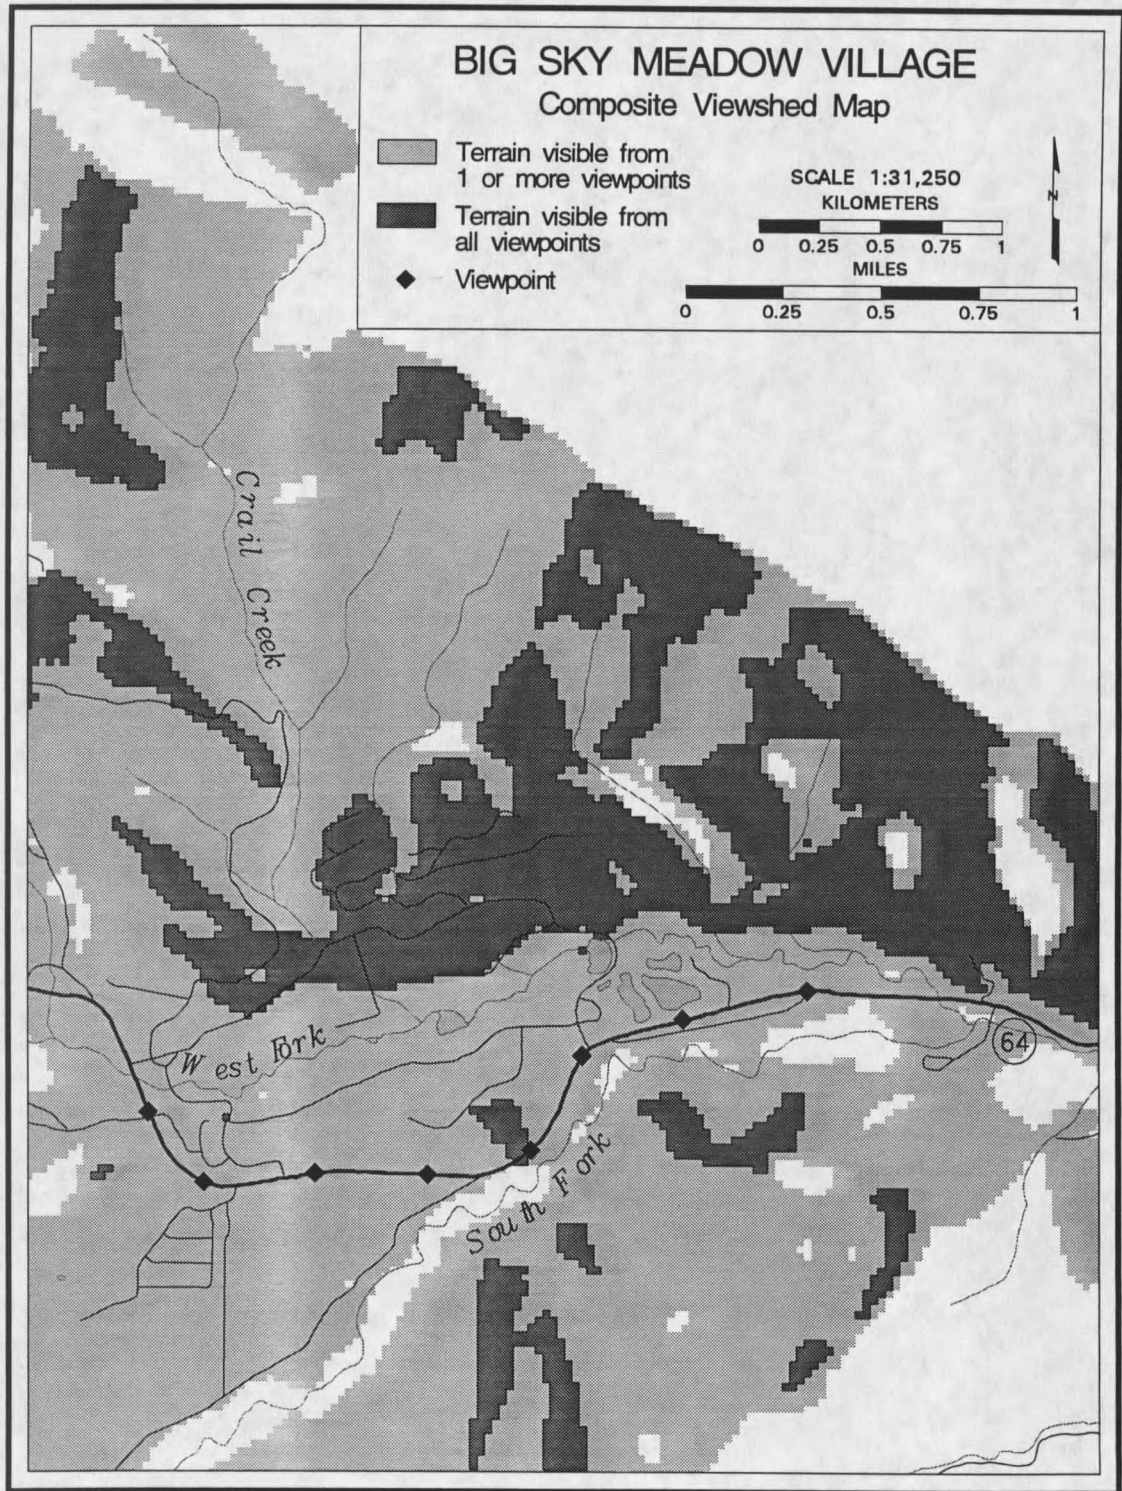 BIG SKY MEADOW VILLAGE
Composite Viewshed Map
Terrain visible from
1 or more viewpoints
Terrain visible from
all viewpoints
Viewpoint
SCALE 1:31,250
KILOMETERS
0 0.25 0.5 0.75 1
MILES
0 0.25 0.5 0.75 1
N
Crail Creek
West Fork
South Fork
64